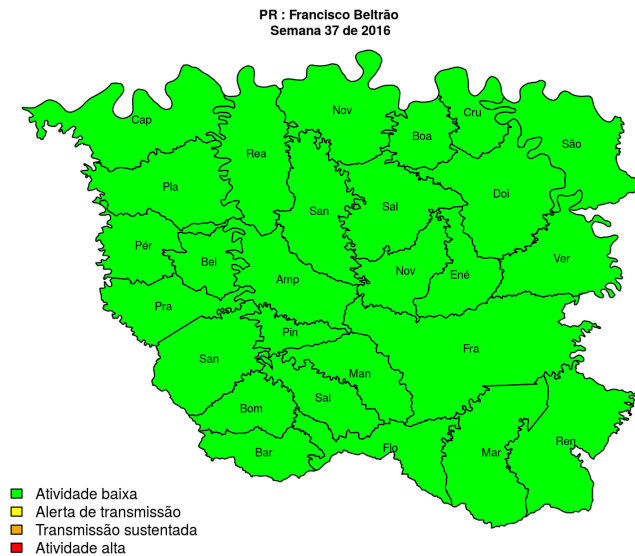 PR : Francisco Beltrão
Semana 37 de 2016
Cap
Nov
Cru
Boa
São
Rea
Pla
San
Sal
Doi
Pér
Bel
Nov
Ené
Ver
Amp
Pra
Pin
San
Man
Fra
Sal
Bom
Bar
Flo
Mar
Ren
Atividade baixa
Alerta de transmissão
Transmissão sustentada
Atividade alta